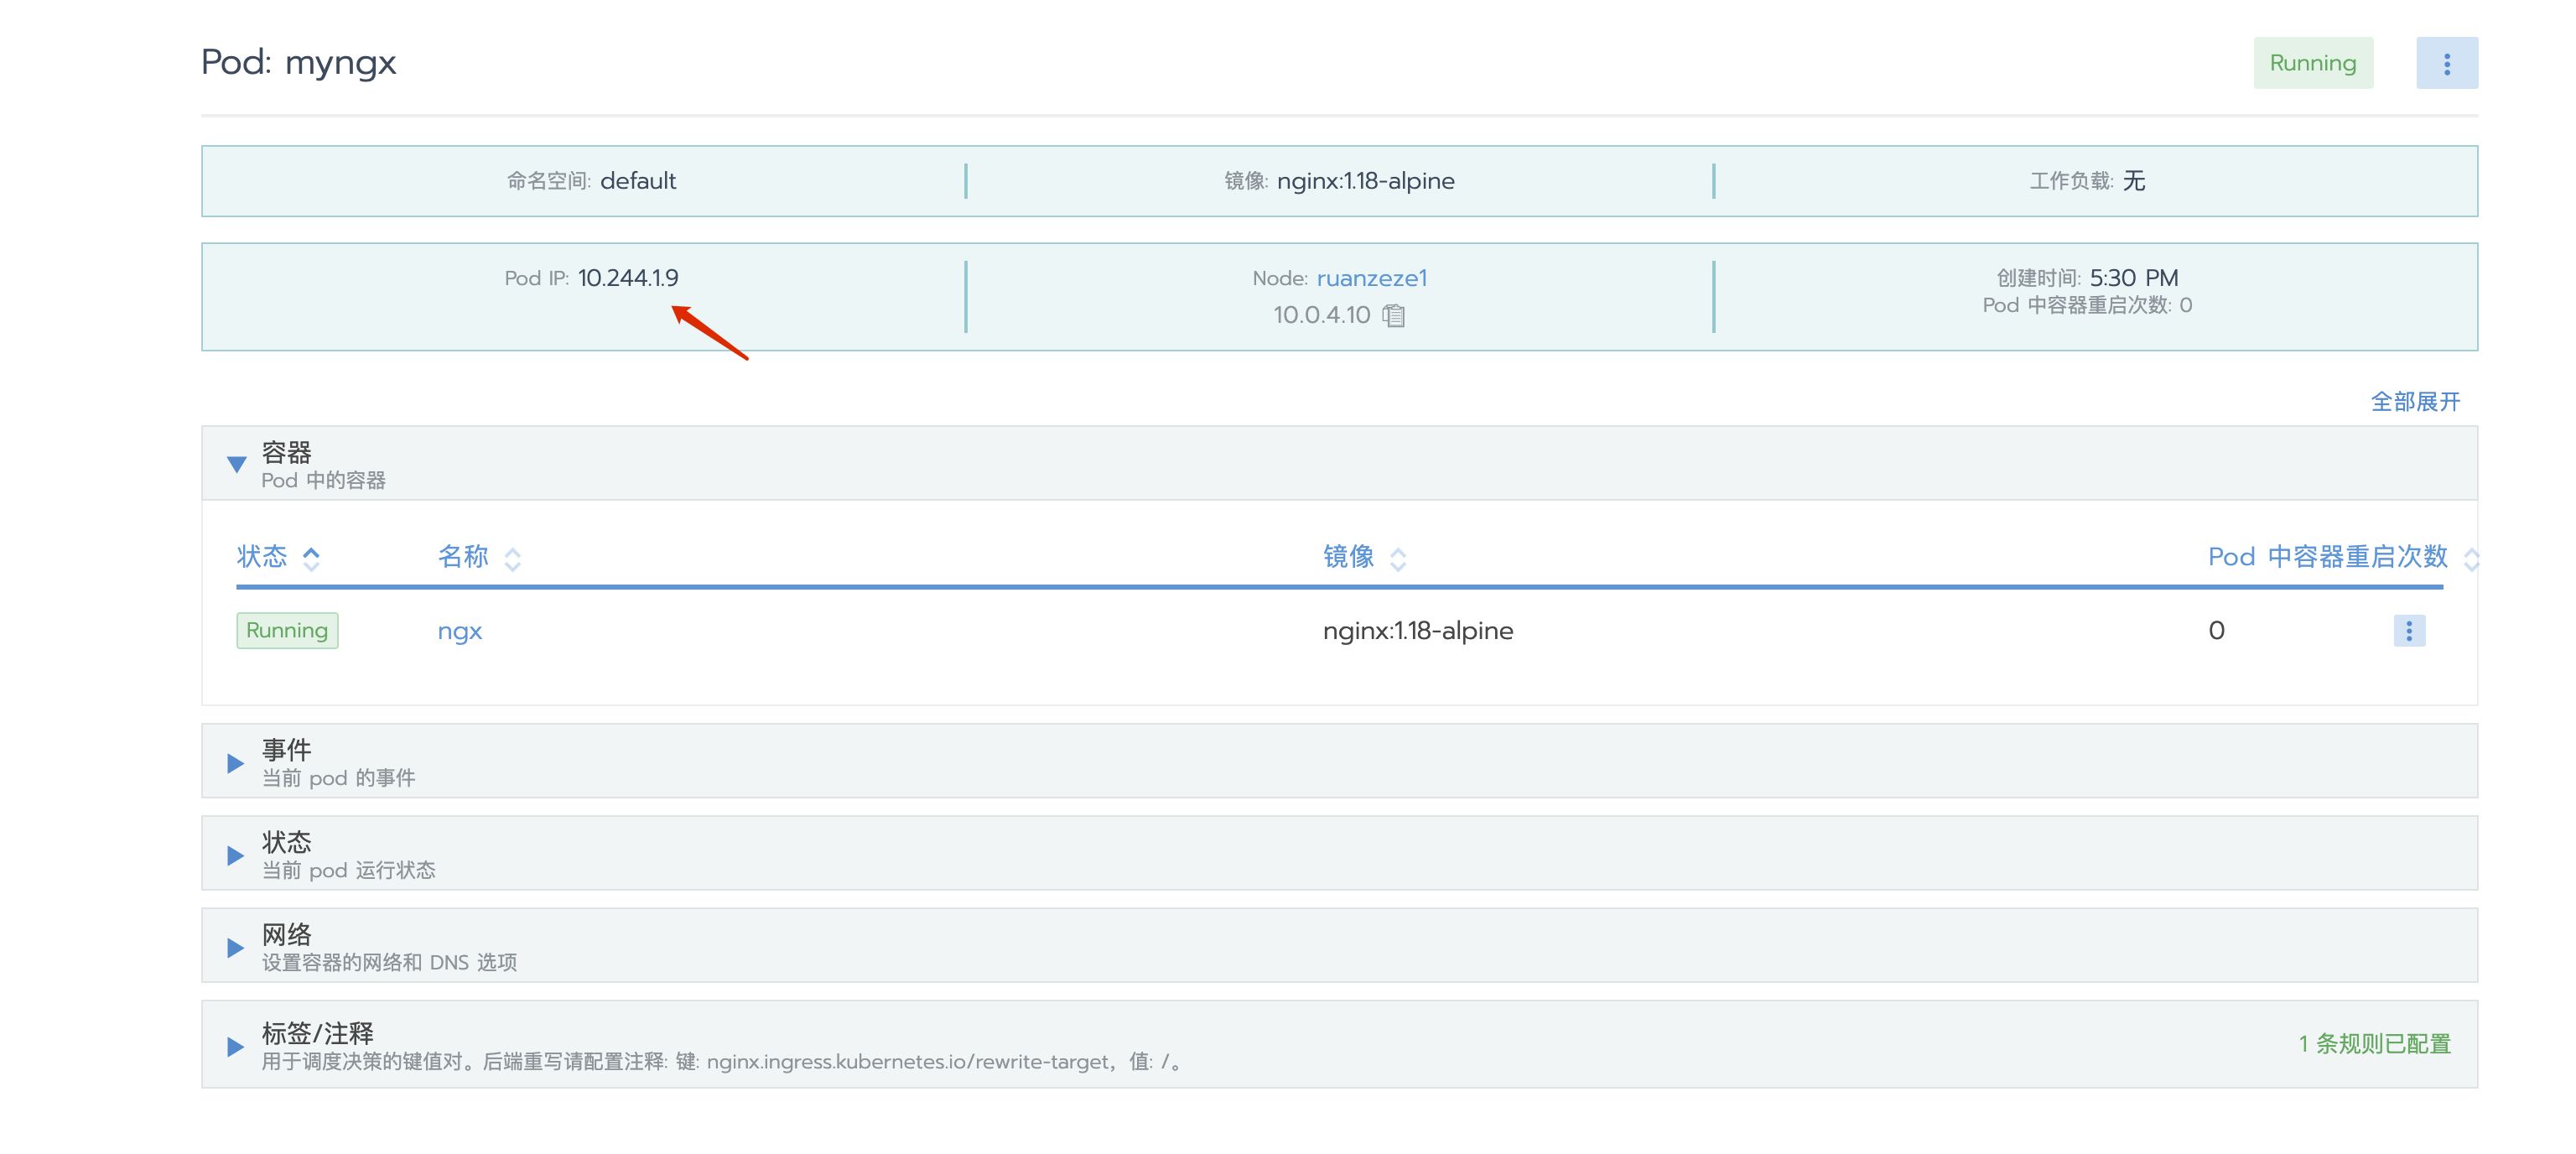 Pod: myngx
Running
命名空间: default
镜像: nginx:1.18-alpine
工作负载: 无
Pod IP: 10.244.1.9
Node: ruanzeze1
10.0.4.10
创建时间: 5:30 PM
Pod 中容器重启次数: 0
全部展开
容器
Pod 中的容器
状态
名称
镜像
Pod 中容器重启次数
Running
ngx
nginx:1.18-alpine
0
事件
当前 pod 的事件
状态
当前 pod 运行状态
网络
设置容器的网络和 DNS 选项
标签/注释
用于调度决策的键值对。后端重写请配置注释: 键: nginx.ingress.kubernetes.io/rewrite-target，值: /。
1 条规则已配置